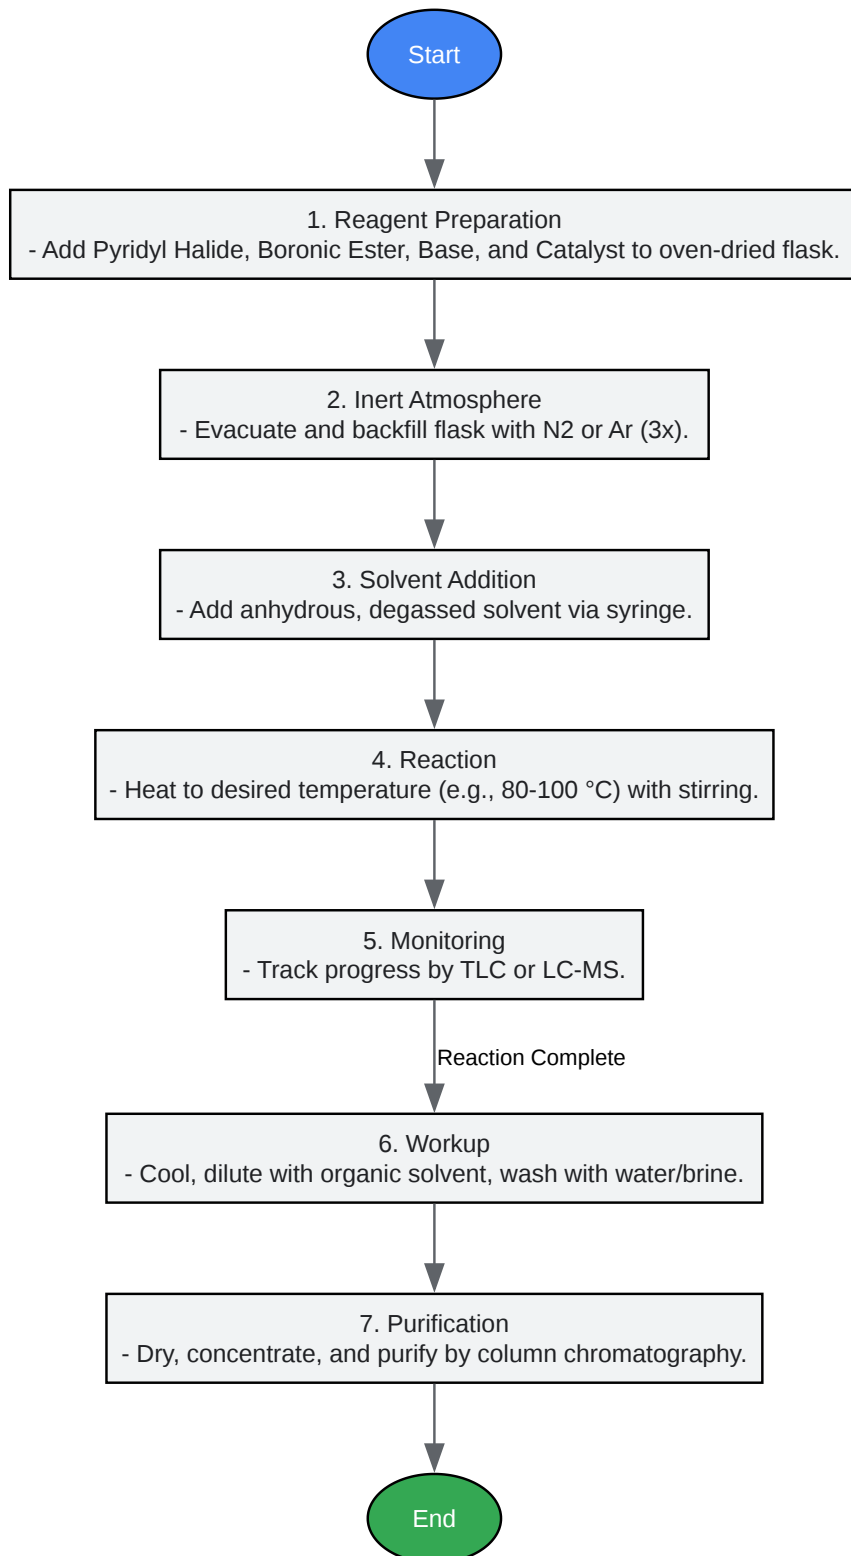 Start
1. Reagent Preparation
- Add Pyridyl Halide, Boronic Ester, Base, and Catalyst to oven-dried flask.
2. Inert Atmosphere
- Evacuate and backfill flask with N2 or Ar (3x).
3. Solvent Addition
- Add anhydrous, degassed solvent via syringe.
4. Reaction
- Heat to desired temperature (e.g., 80-100 °C) with stirring.
5. Monitoring
- Track progress by TLC or LC-MS.
Reaction Complete
6. Workup
- Cool, dilute with organic solvent, wash with water/brine.
7. Purification
- Dry, concentrate, and purify by column chromatography.
End